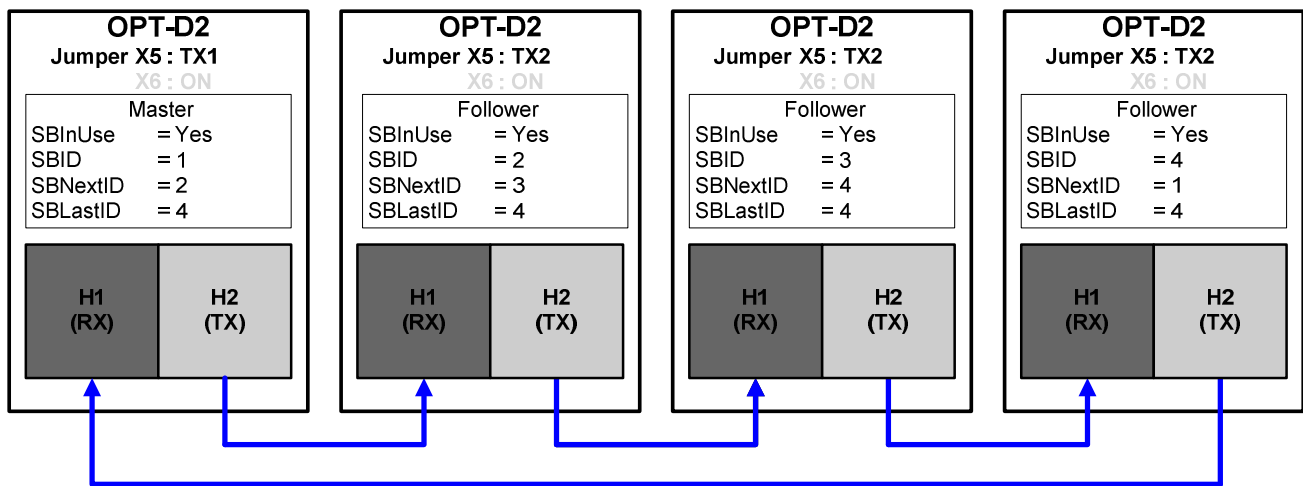 OPT-D2
Jumper X5 : TX1
X6 : ON
Master
SBInUse = Yes
SBID = 1
SBNextID = 2
SBLastID = 4
H1
(RX)
H2
(TX)
OPT-D2
Jumper X5 : TX2
X6 : ON
Follower
SBInUse = Yes
SBID = 2
SBNextID = 3
SBLastID = 4
H1
(RX)
H2
(TX)
OPT-D2
Jumper X5 : TX2
X6 : ON
Follower
SBInUse = Yes
SBID = 3
SBNextID = 4
SBLastID = 4
H1
(RX)
H2
(TX)
OPT-D2
Jumper X5 : TX2
X6 : ON
Follower
SBInUse = Yes
SBID = 4
SBNextID = 1
SBLastID = 4
H1
(RX)
H2
(TX)